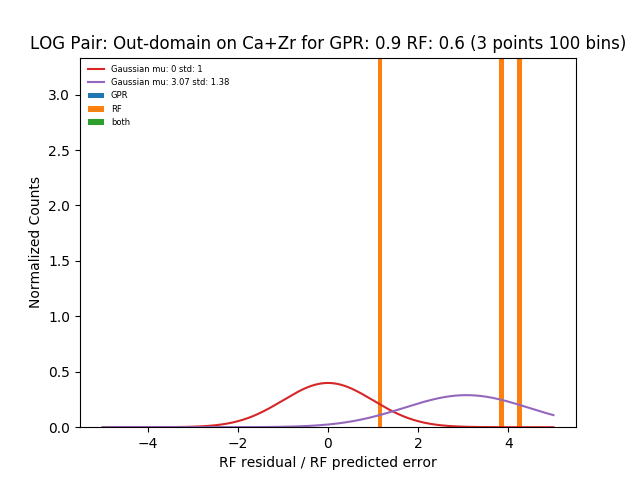 LOG Pair: Out-domain on Ca+Zr for GPR: 0.9 RF: 0.6 (3 points 100 bins)
Gaussian mu: 0 std: 1
Gaussian mu: 3.07 std: 1.38
GPR
RF
both
3.0
2.5
2.0
1.5
1.0
0.5
0.0
Normalized Counts
−4 −2 0 2 4
RF residual / RF predicted error